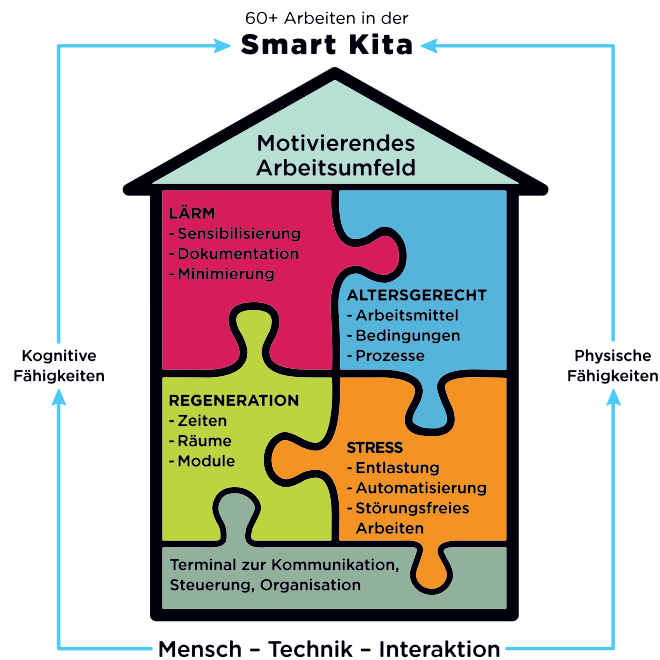 60+ Arbeiten in der
Smart Kita
Motivierendes
Arbeitsumfeld
LÄRM
- Sensibilisierung
- Dokumentation
- Minimierung
ALTERSGERECHT
- Arbeitsmittel
- Bedingungen
- Prozesse
Kognitive
Fähigkeiten
Physische
Fähigkeiten
REGENERATION
- Zeiten
- Räume
- Module
STRESS
- Entlastung
- Automatisierung
- Störungsfreies
Arbeiten
Terminal zur Kommunikation,
Steuerung, Organisation
Mensch – Technik – Interaktion